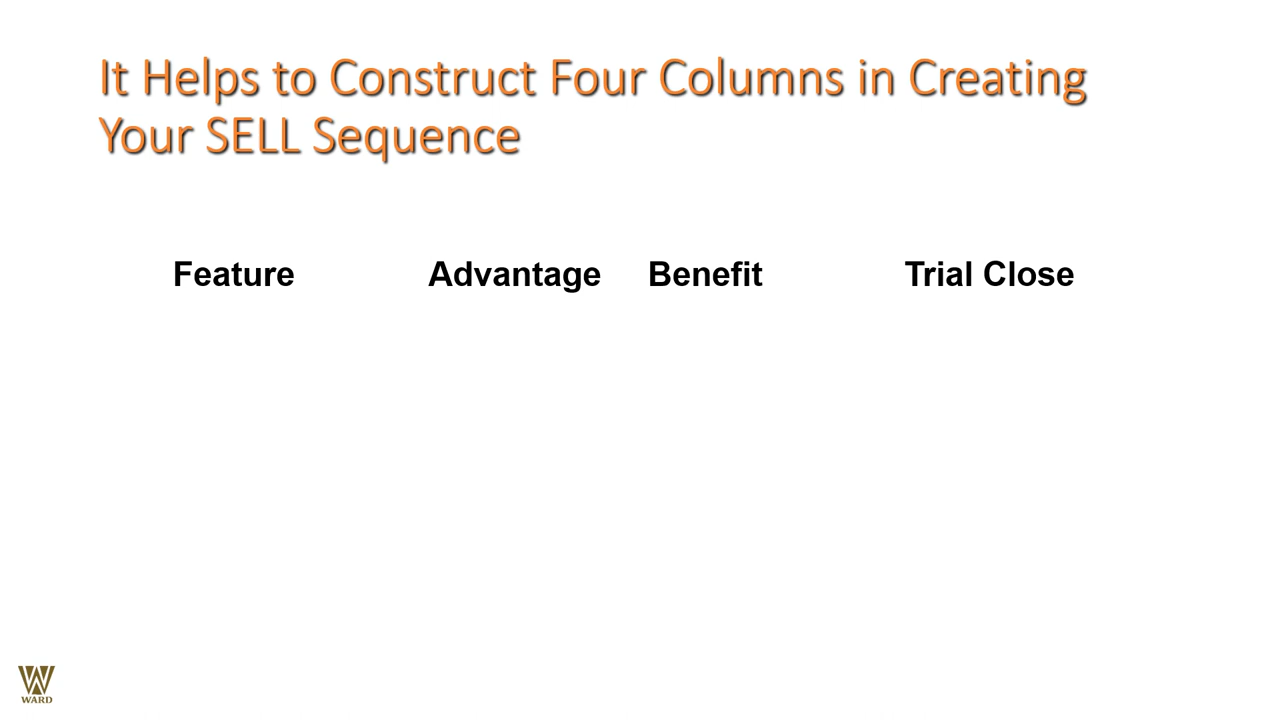 It Helps to Construct Four Columns in Creating
Your SELL Sequence
Feature Advantage Benefit Trial Close
WARD